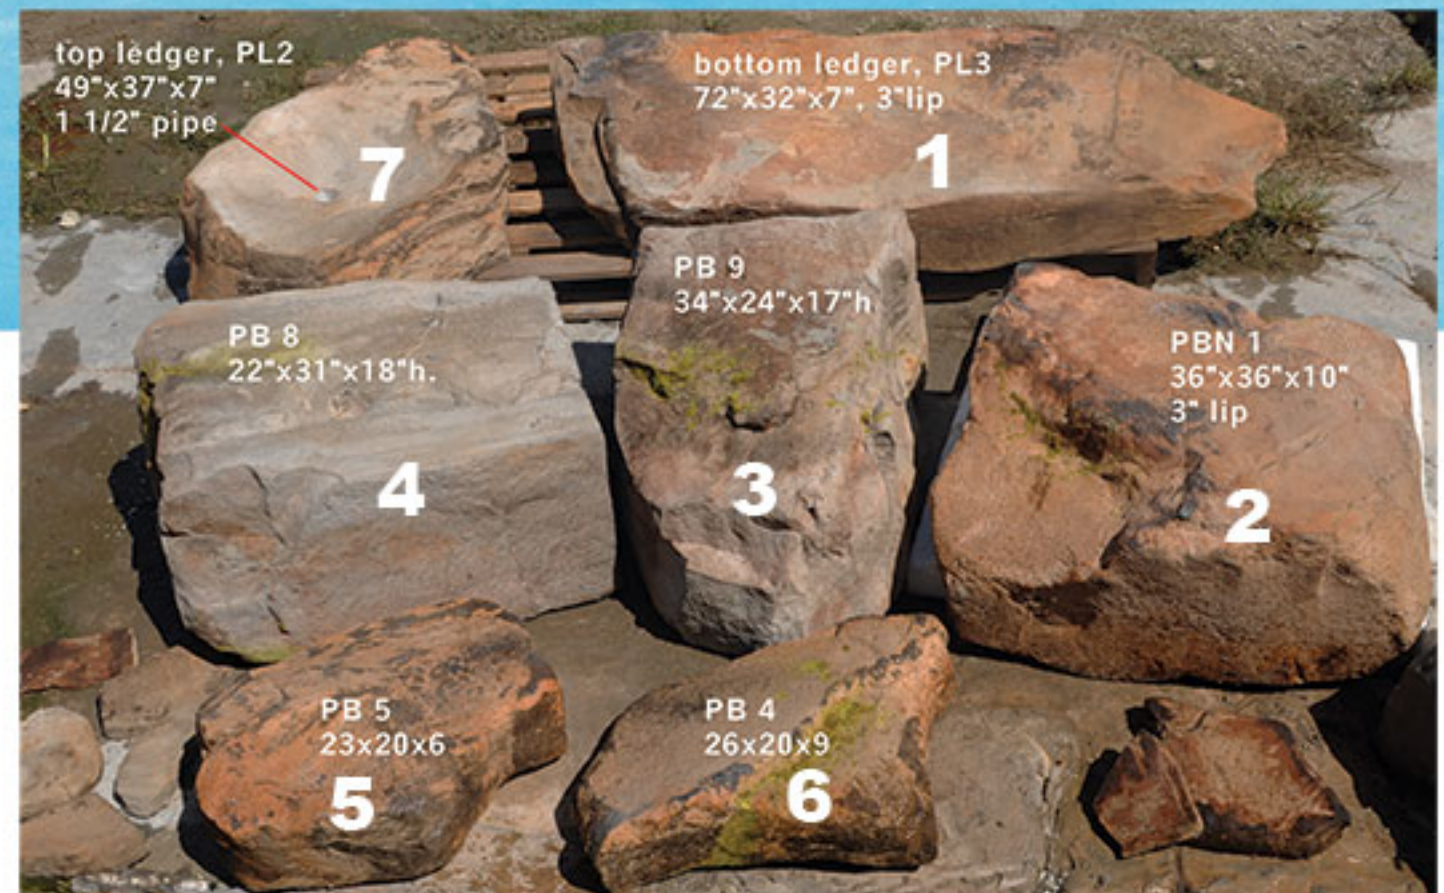 top ledger, PL2
49"x37"x7"
1 1/2" pipe
7
bottom ledger, PL3
72"x32"x7", 3"lip
1
PB 8
22"x31"x18"h.
4
PB 9
34"x24"x17"h
3
PBN 1
36"x36"x10"
3" lip
2
PB 5
23x20x6
5
PB 4
26x20x9
6